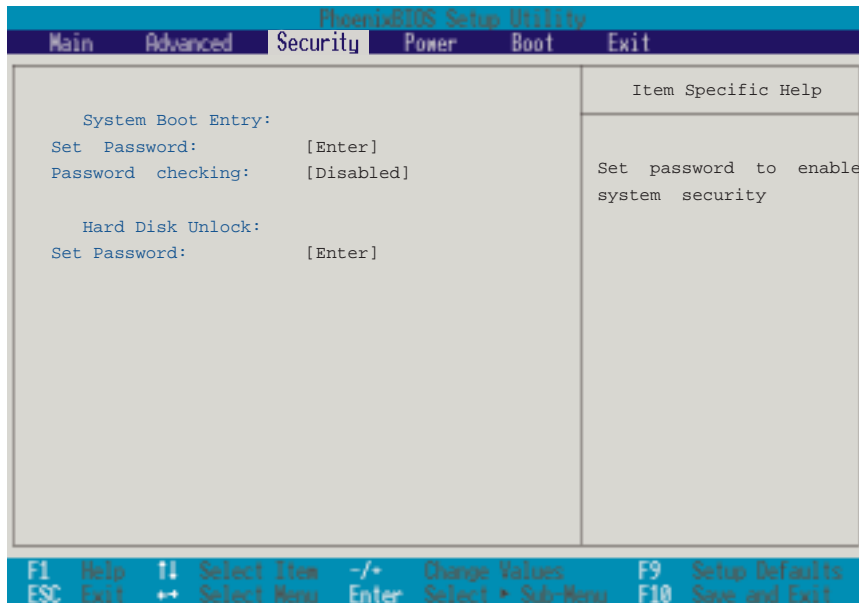 PhoenixBIOS Setup Utility
Main Advanced Security Power Boot Exit
Item Specific Help
System Boot Entry:
Set Password: [Enter]
Password checking: [Disabled]
Set password to enable
system security
Hard Disk Unlock:
Set Password: [Enter]
F1 Help ↑↓ Select Item -/+ Change Values F9 Setup Defaults
ESC Exit ←→ Select Menu Enter Select ▸ Sub-Menu F10 Save and Exit